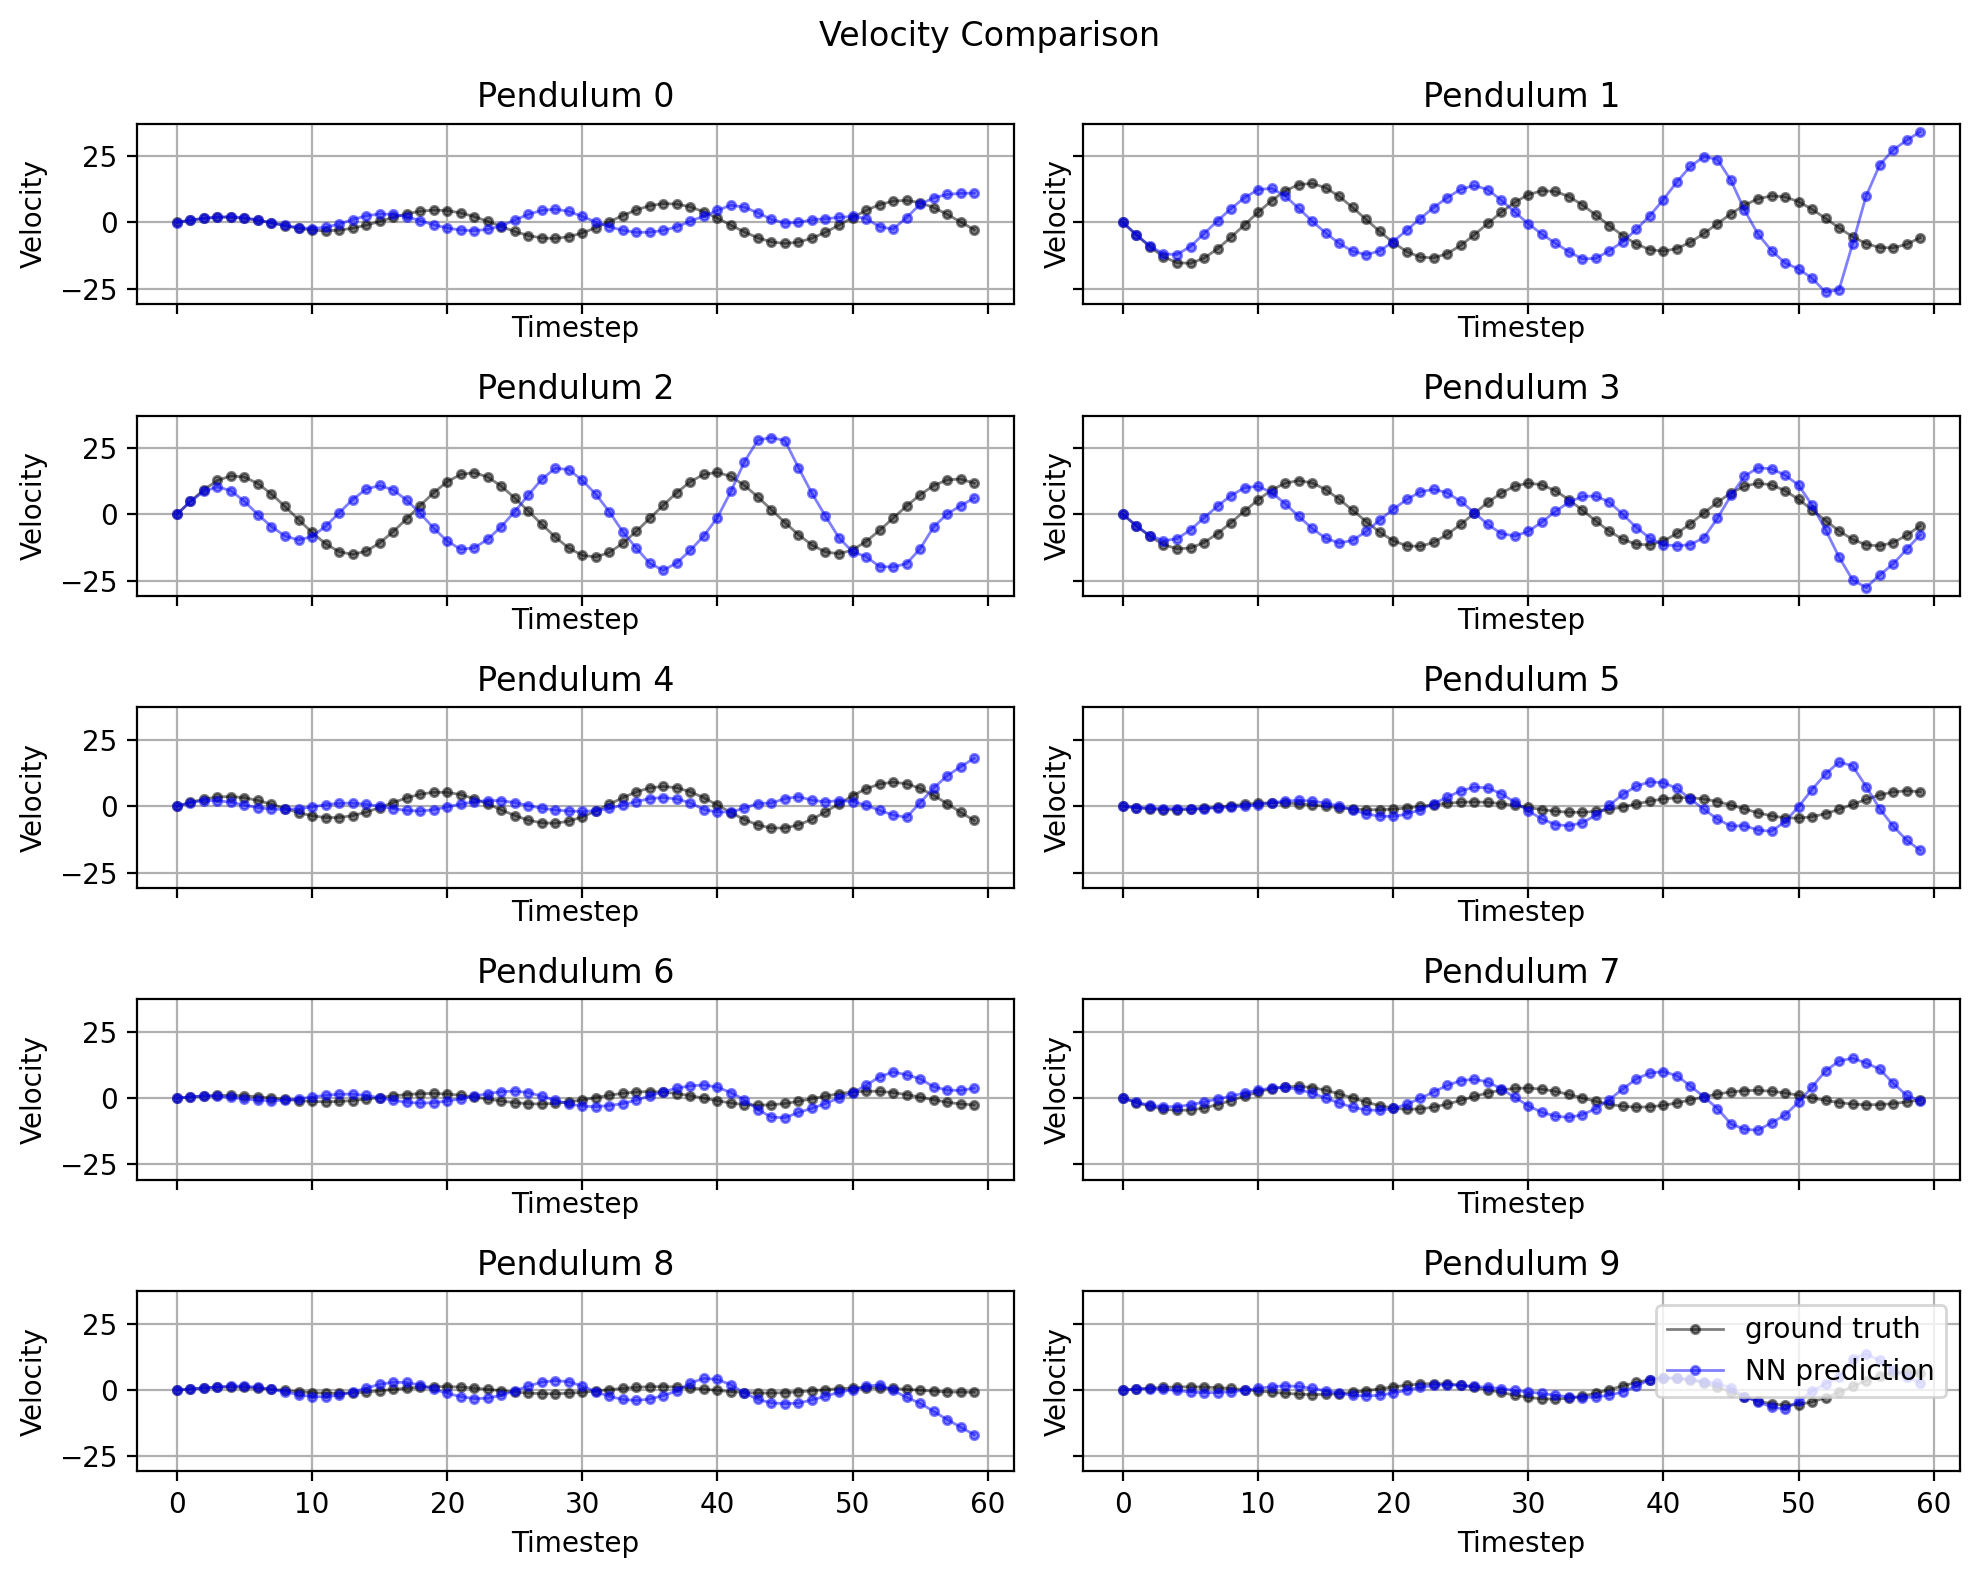 Velocity Comparison
Pendulum 0
Velocity
25
0
−25
Timestep
Pendulum 1
Velocity
Timestep
Pendulum 2
Velocity
25
0
−25
Timestep
Pendulum 3
Velocity
Timestep
Pendulum 4
Velocity
25
0
−25
Timestep
Pendulum 5
Velocity
Timestep
Pendulum 6
Velocity
25
0
−25
Timestep
Pendulum 7
Velocity
Timestep
Pendulum 8
Velocity
25
0
−25
0 10 20 30 40 50 60
Timestep
Pendulum 9
Velocity
ground truth
NN prediction
0 10 20 30 40 50 60
Timestep